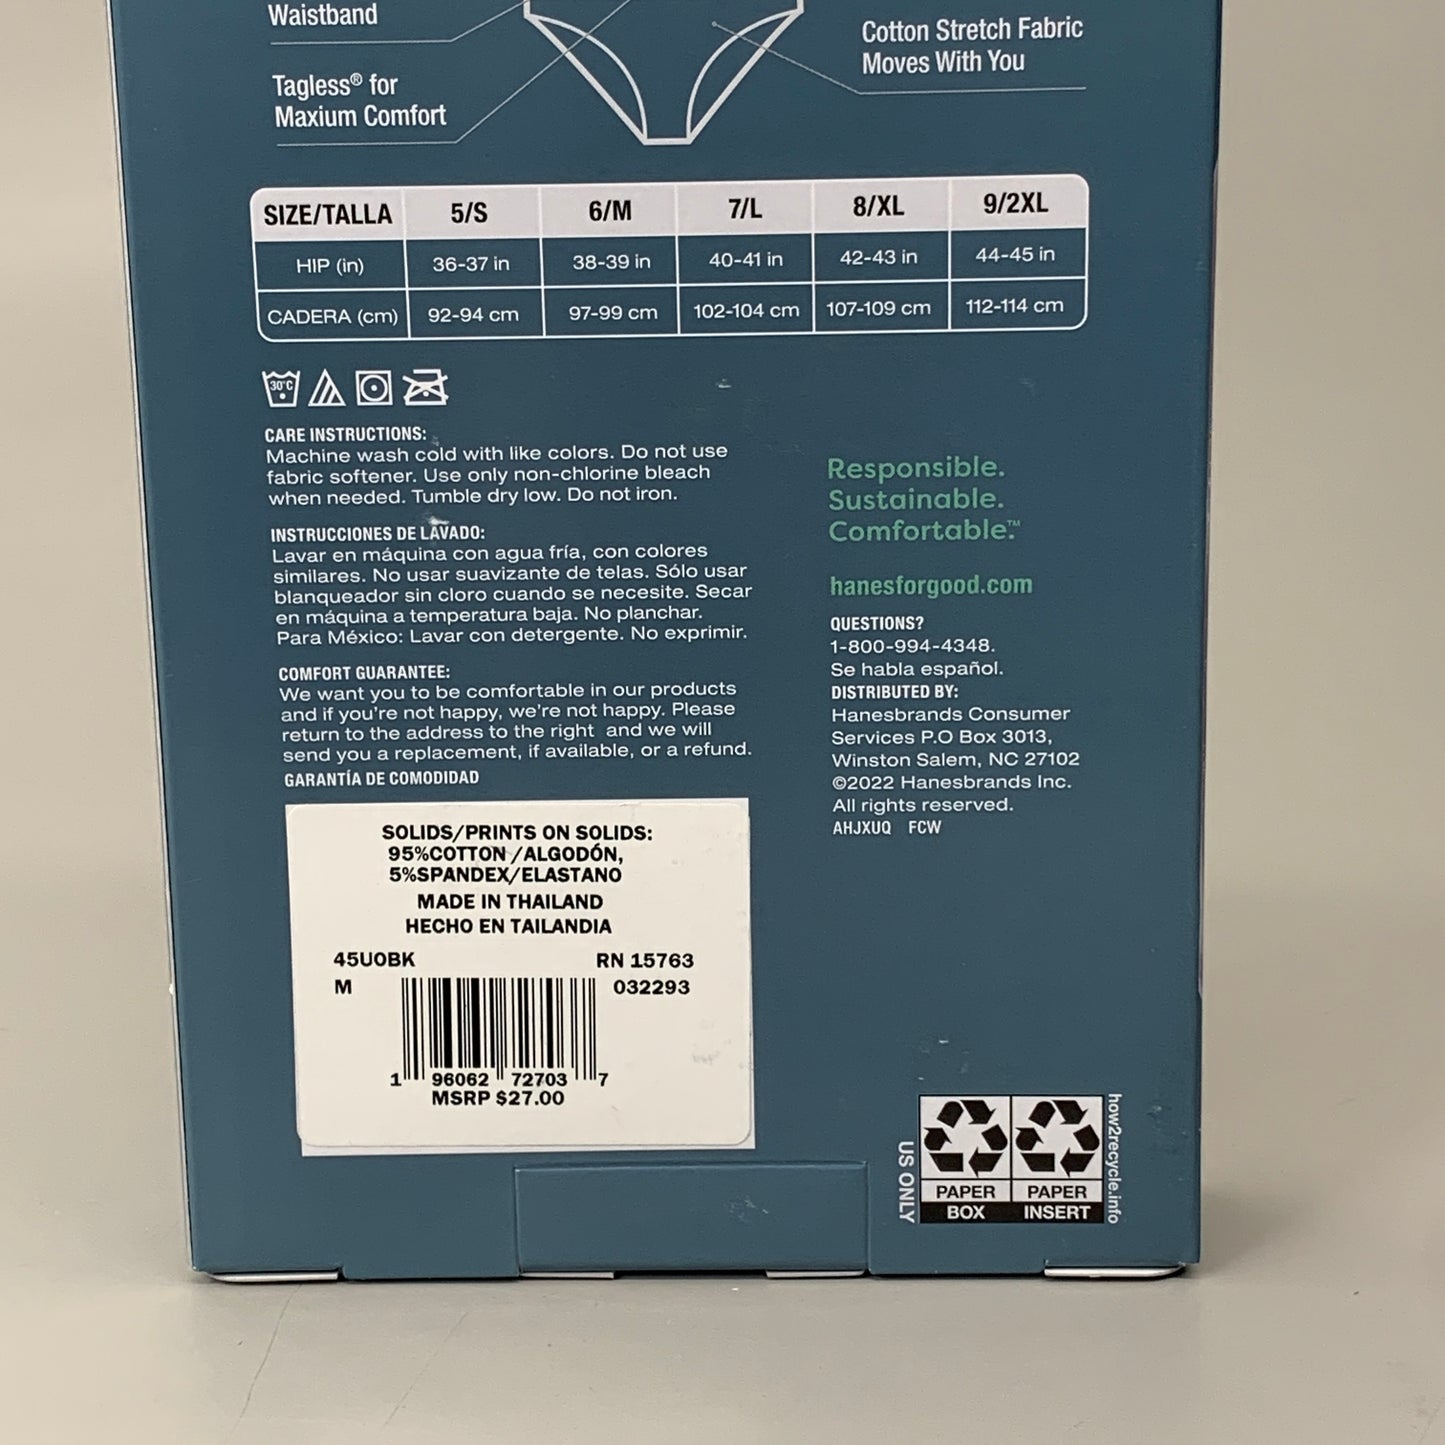 Waistband
Tagless® for
Maxium Comfort
Cotton Stretch Fabric
Moves With You
SIZE/TALLA 5/S 6/M 7/L 8/XL 9/2XL
HIP (in) 36-37 in 38-39 in 40-41 in 42-43 in 44-45 in
CADERA (cm) 92-94 cm 97-99 cm 102-104 cm 107-109 cm 112-114 cm
30°C
CARE INSTRUCTIONS:
Machine wash cold with like colors. Do not use
fabric softener. Use only non-chlorine bleach
when needed. Tumble dry low. Do not iron.
INSTRUCCIONES DE LAVADO:
Lavar en máquina con agua fría, con colores
similares. No usar suavizante de telas. Sólo usar
blanqueador sin cloro cuando se necesite. Secar
en máquina a temperatura baja. No planchar.
Para México: Lavar con detergente. No exprimir.
COMFORT GUARANTEE:
We want you to be comfortable in our products
and if you're not happy, we're not happy. Please
return to the address to the right and we will
send you a replacement, if available, or a refund.
GARANTÍA DE COMODIDAD
Responsible.
Sustainable.
Comfortable.™
hanesforgood.com
QUESTIONS?
1-800-994-4348.
Se habla español.
DISTRIBUTED BY:
Hanesbrands Consumer
Services P.O Box 3013,
Winston Salem, NC 27102
©2022 Hanesbrands Inc.
All rights reserved.
AHJXUQ FCW
SOLIDS/PRINTS ON SOLIDS:
95%COTTON/ALGODÓN,
5%SPANDEX/ELASTANO
MADE IN THAILAND
HECHO EN TAILANDIA
45U0BK RN 15763
M 032293
1 96062 72703 7
MSRP $27.00
US ONLY
PAPER PAPER
BOX INSERT
how2recycle.info